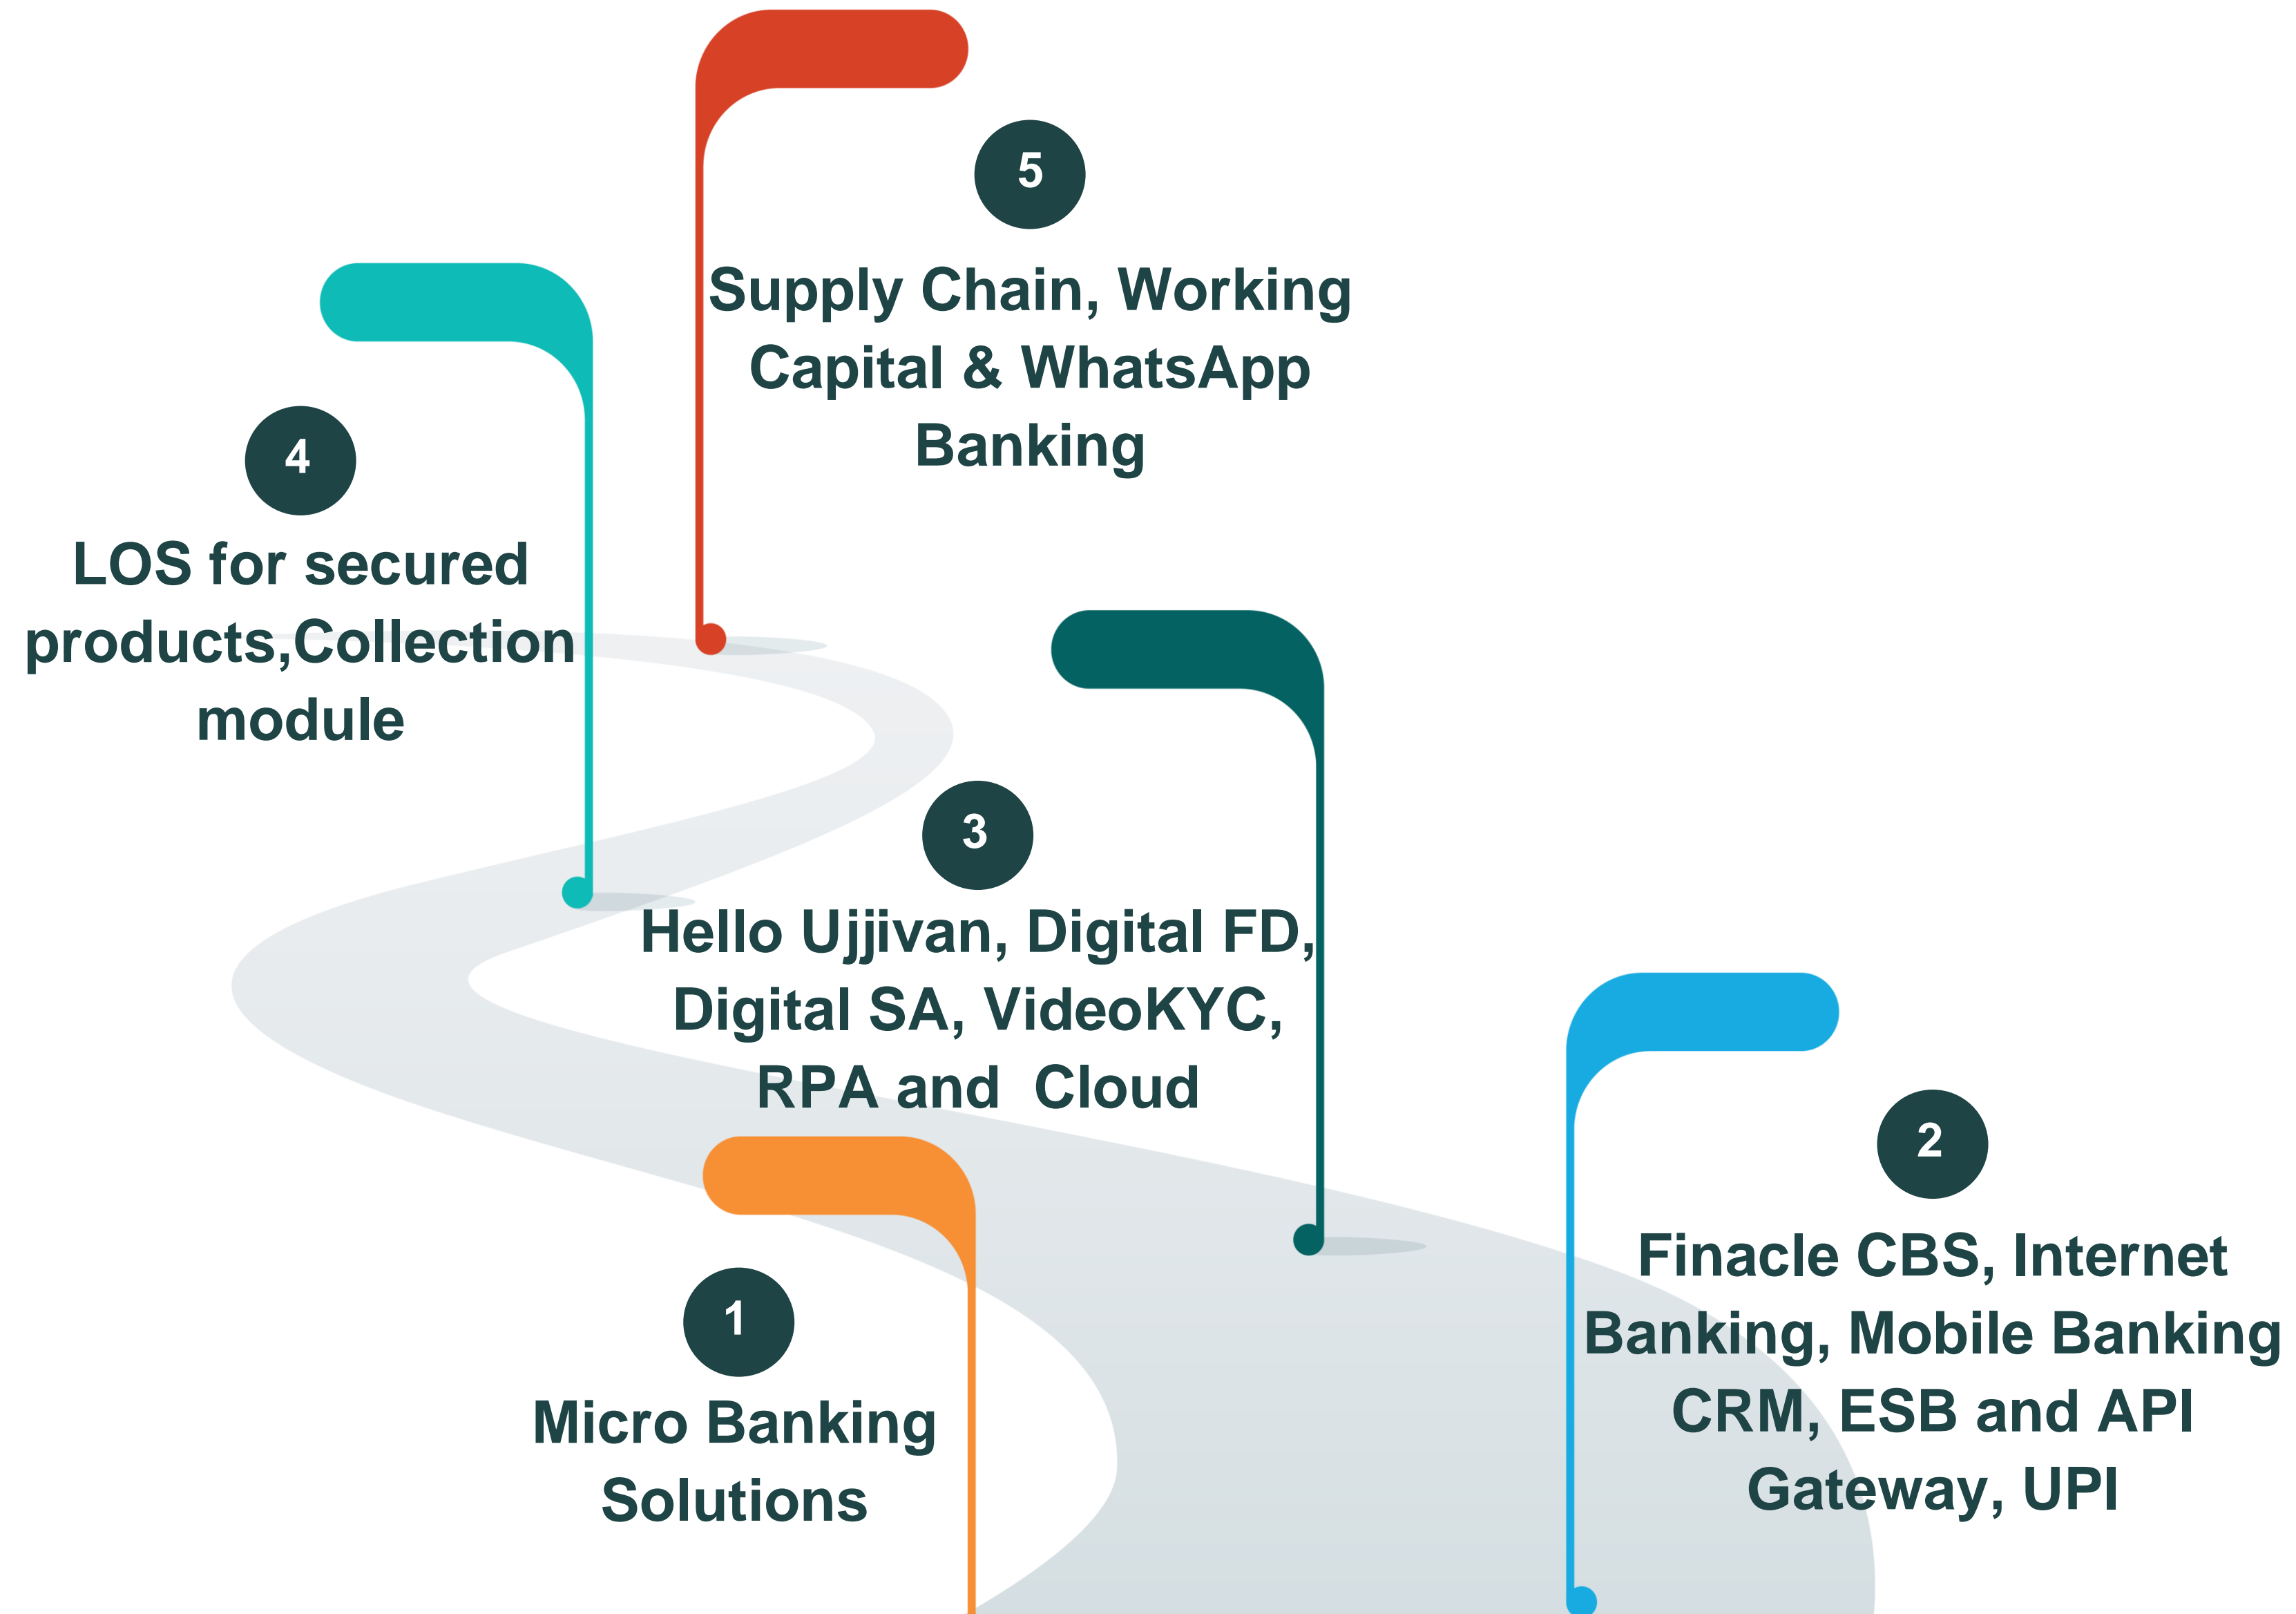 5
Supply Chain, Working
Capital & WhatsApp
Banking
4
LOS for secured
products,Collection
module
3
Hello Ujjivan, Digital FD,
Digital SA, VideoKYC,
RPA and  Cloud
2
Finacle CBS, Internet
Banking, Mobile Banking
CRM, ESB and API
Gateway, UPI
1
Micro Banking
Solutions